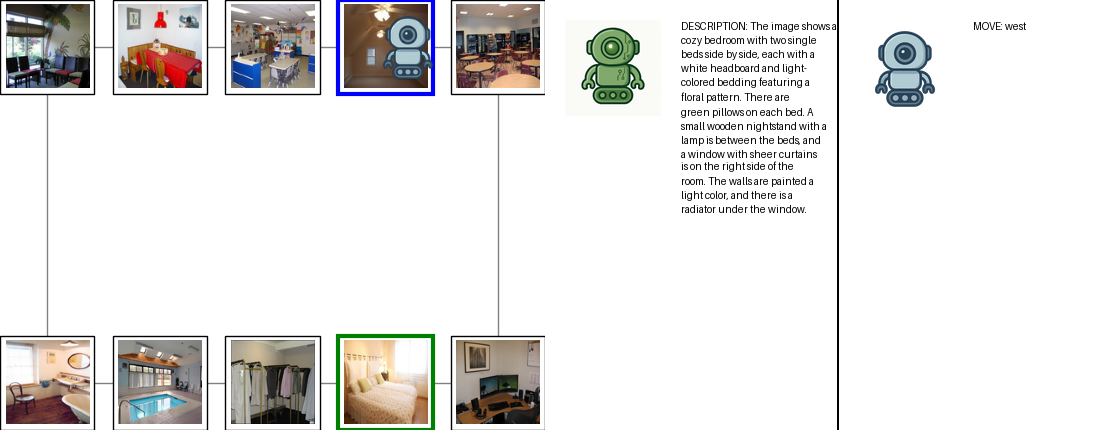 DESCRIPTION: The image shows a
cozy bedroom with two single
beds side by side, each with a
white headboard and light-
colored bedding featuring a
floral pattern. There are
green pillows on each bed. A
small wooden nightstand with a
lamp is between the beds, and
a window with sheer curtains
is on the right side of the
room. The walls are painted a
light color, and there is a
radiator under the window.
MOVE: west